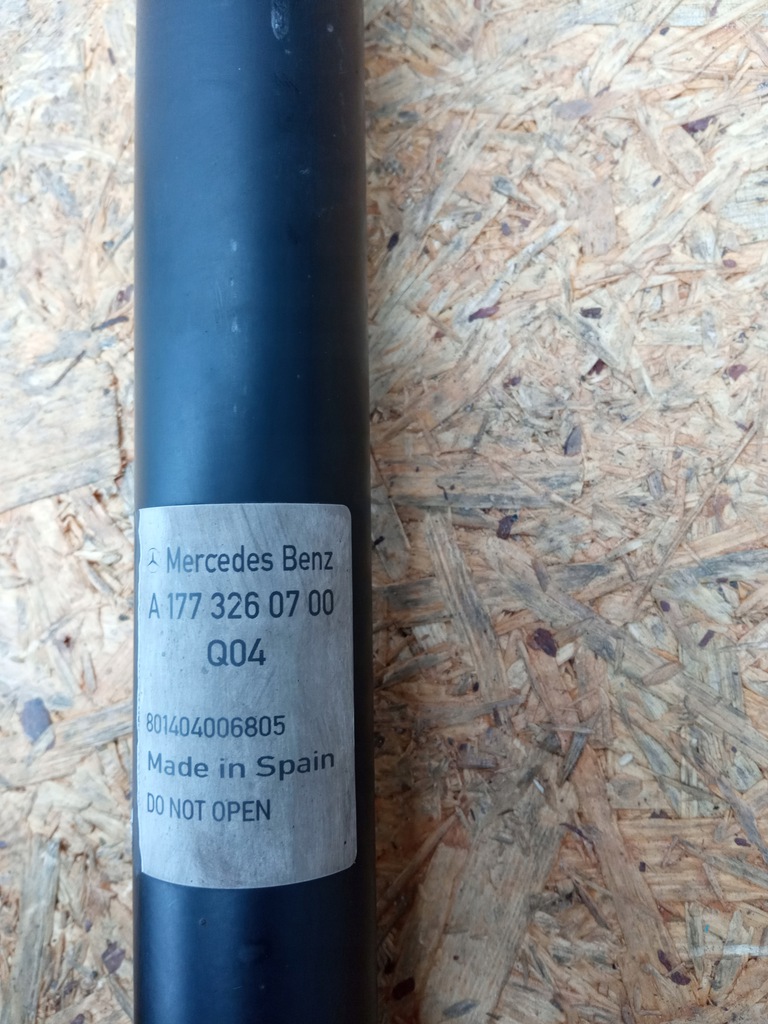 Mercedes Benz
A 177 326 07 00
Q04
801404006805
Made in Spain
DO NOT OPEN